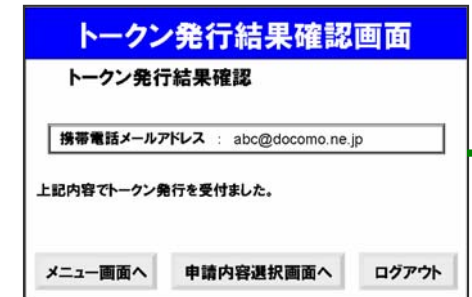 トークン発行結果確認画面
トークン発行結果確認
携帯電話メールアドレス : abc@docomo.ne.jp
上記内容でトークン発行を受付ました。
メニュー画面へ 申請内容選択画面へ ログアウト